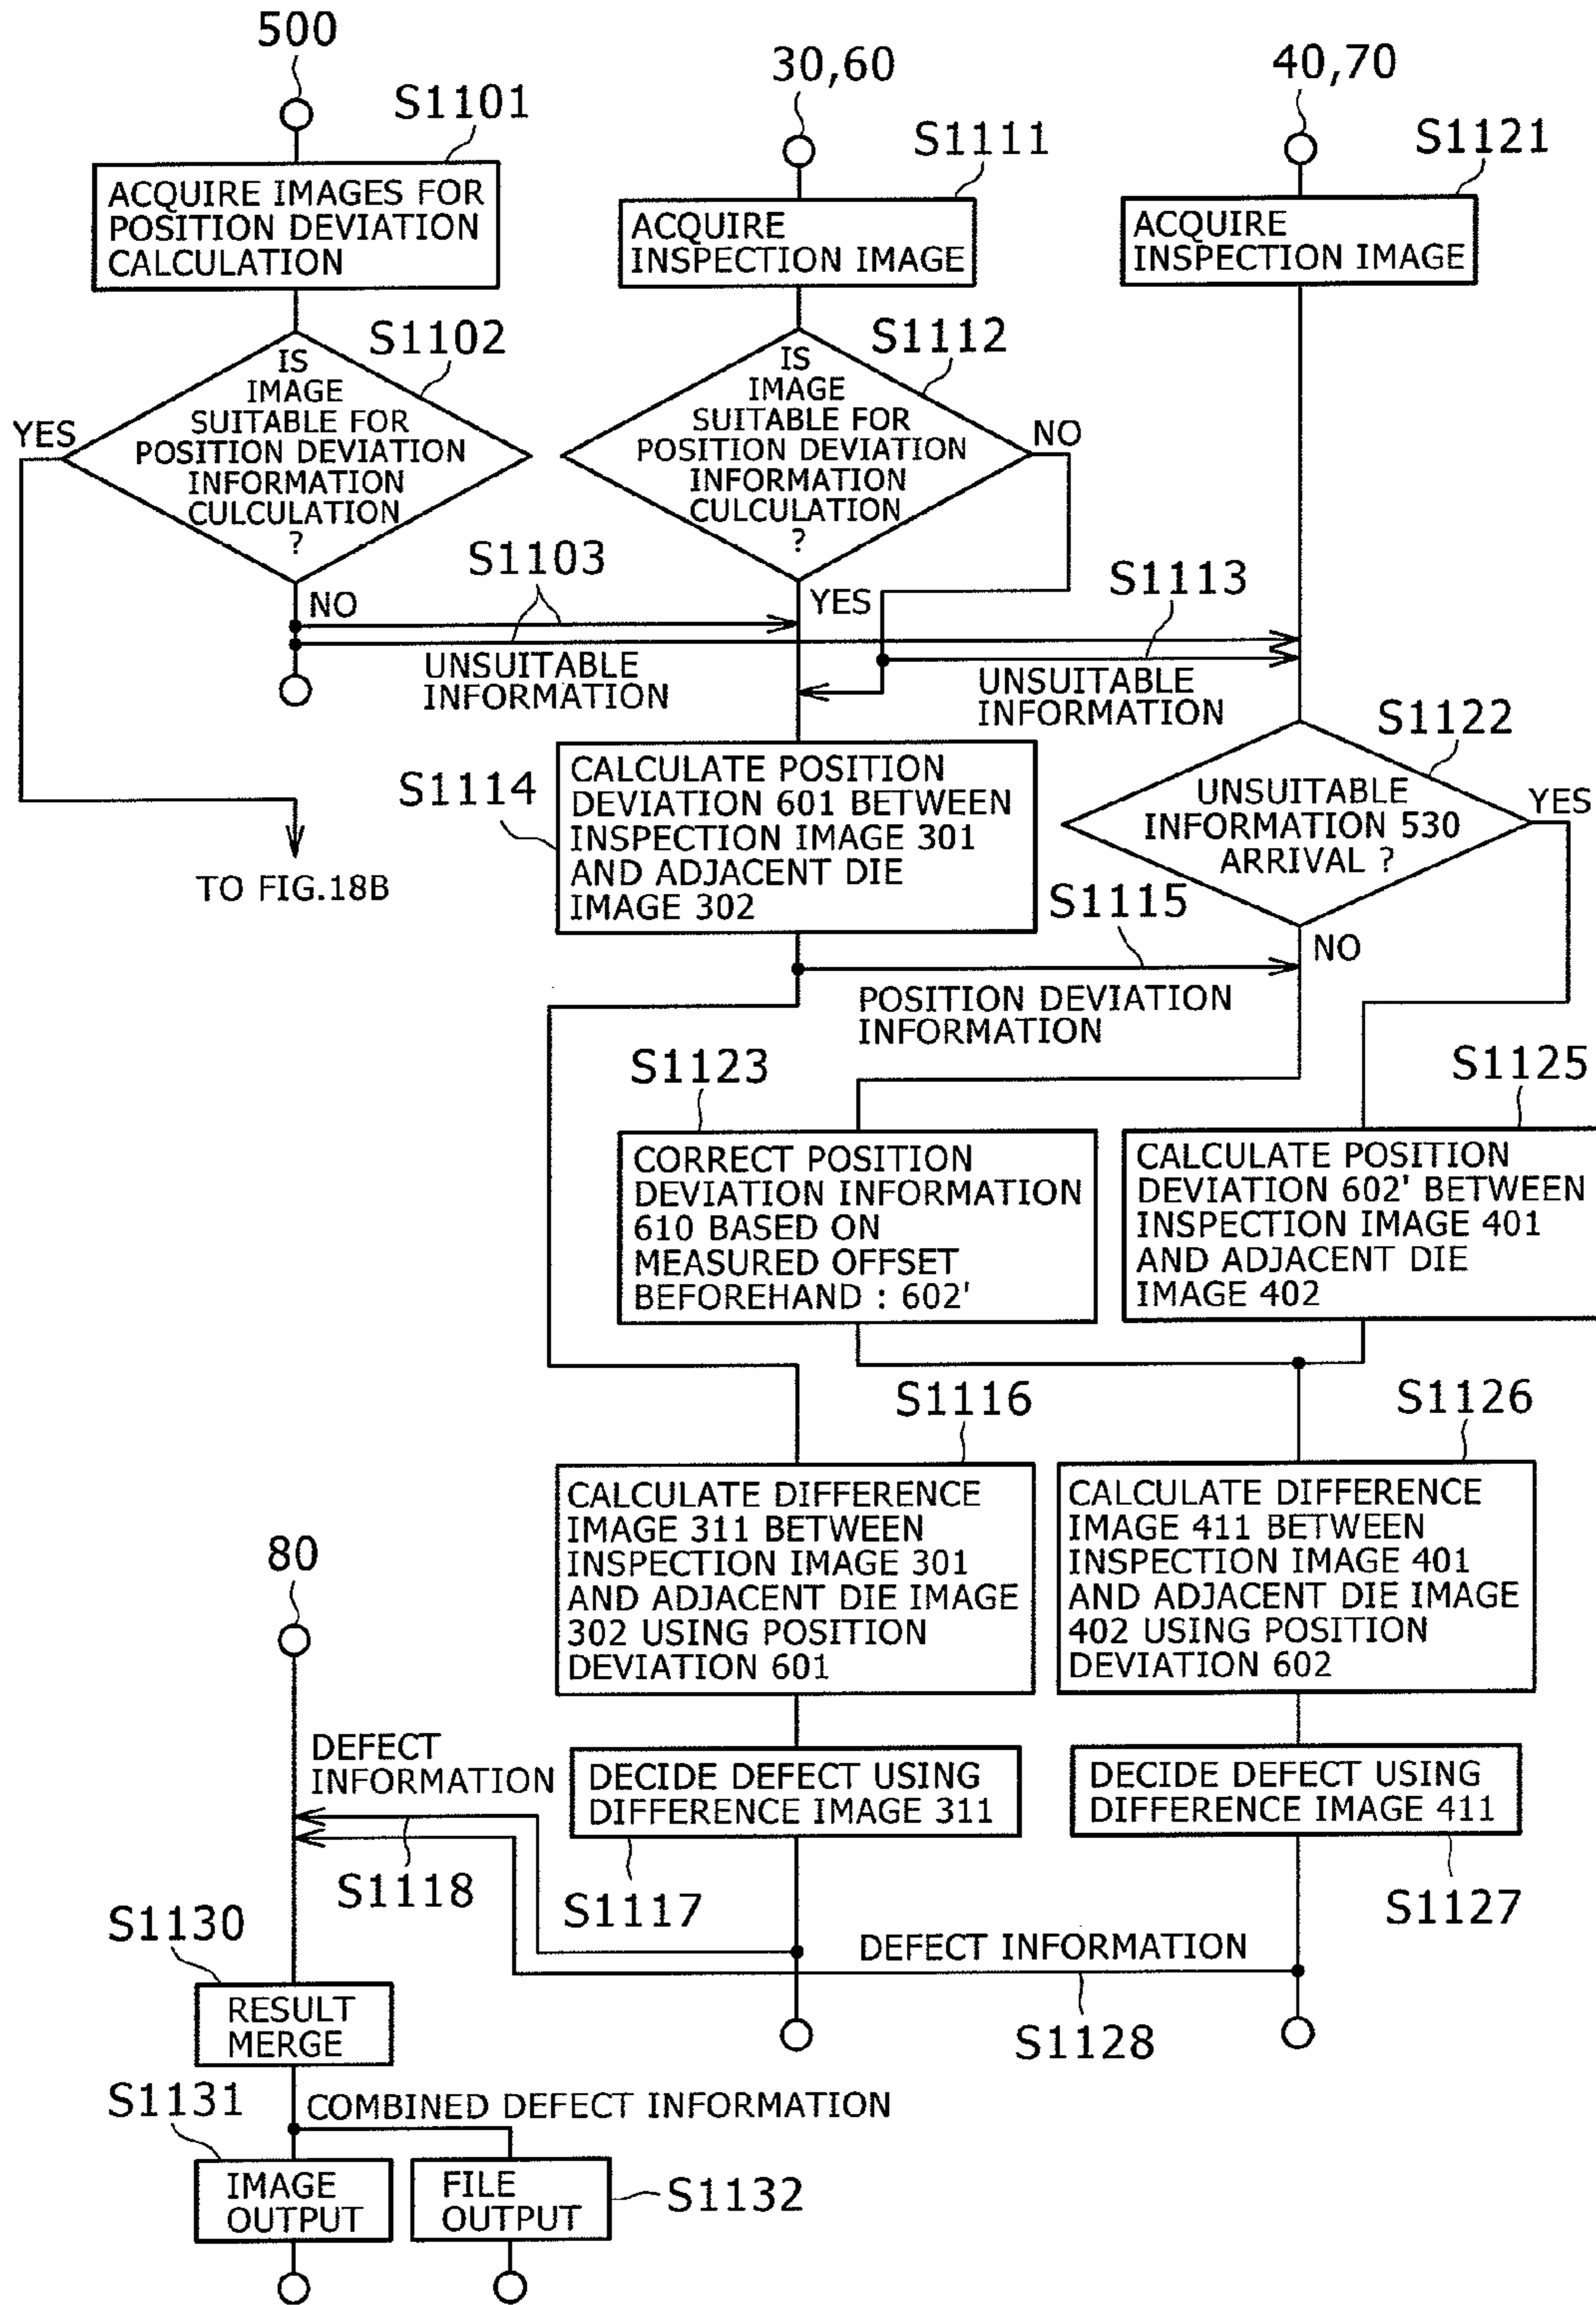 500
30,60
40,70
S1101
S1111
S1121
ACQUIRE IMAGES FOR
POSITION DEVIATION
CALCULATION
ACQUIRE
INSPECTION IMAGE
ACQUIRE
INSPECTION IMAGE
S1102
IS
IMAGE
SUITABLE FOR
POSITION DEVIATION
INFORMATION
CULCULATION
?
YES
NO
S1112
IS
IMAGE
SUITABLE FOR
POSITION DEVIATION
INFORMATION
CULCULATION
?
NO
YES
S1103
UNSUITABLE
INFORMATION
S1113
UNSUITABLE
INFORMATION
TO FIG.18B
S1114
CALCULATE POSITION
DEVIATION 601 BETWEEN
INSPECTION IMAGE 301
AND ADJACENT DIE
IMAGE 302
S1122
UNSUITABLE
INFORMATION 530
ARRIVAL ?
YES
NO
S1115
POSITION DEVIATION
INFORMATION
S1123
CORRECT POSITION
DEVIATION INFORMATION
610 BASED ON
MEASURED OFFSET
BEFOREHAND : 602'
S1125
CALCULATE POSITION
DEVIATION 602' BETWEEN
INSPECTION IMAGE 401
AND ADJACENT DIE
IMAGE 402
S1116
CALCULATE DIFFERENCE
IMAGE 311 BETWEEN
INSPECTION IMAGE 301
AND ADJACENT DIE IMAGE
302 USING POSITION
DEVIATION 601
S1126
CALCULATE DIFFERENCE
IMAGE 411 BETWEEN
INSPECTION IMAGE 401
AND ADJACENT DIE IMAGE
402 USING POSITION
DEVIATION 602
80
DEFECT
INFORMATION
DECIDE DEFECT USING
DIFFERENCE IMAGE 311
DECIDE DEFECT USING
DIFFERENCE IMAGE 411
S1118
S1117
S1127
DEFECT INFORMATION
S1128
S1130
RESULT
MERGE
S1131
COMBINED DEFECT INFORMATION
IMAGE
OUTPUT
FILE
OUTPUT
S1132